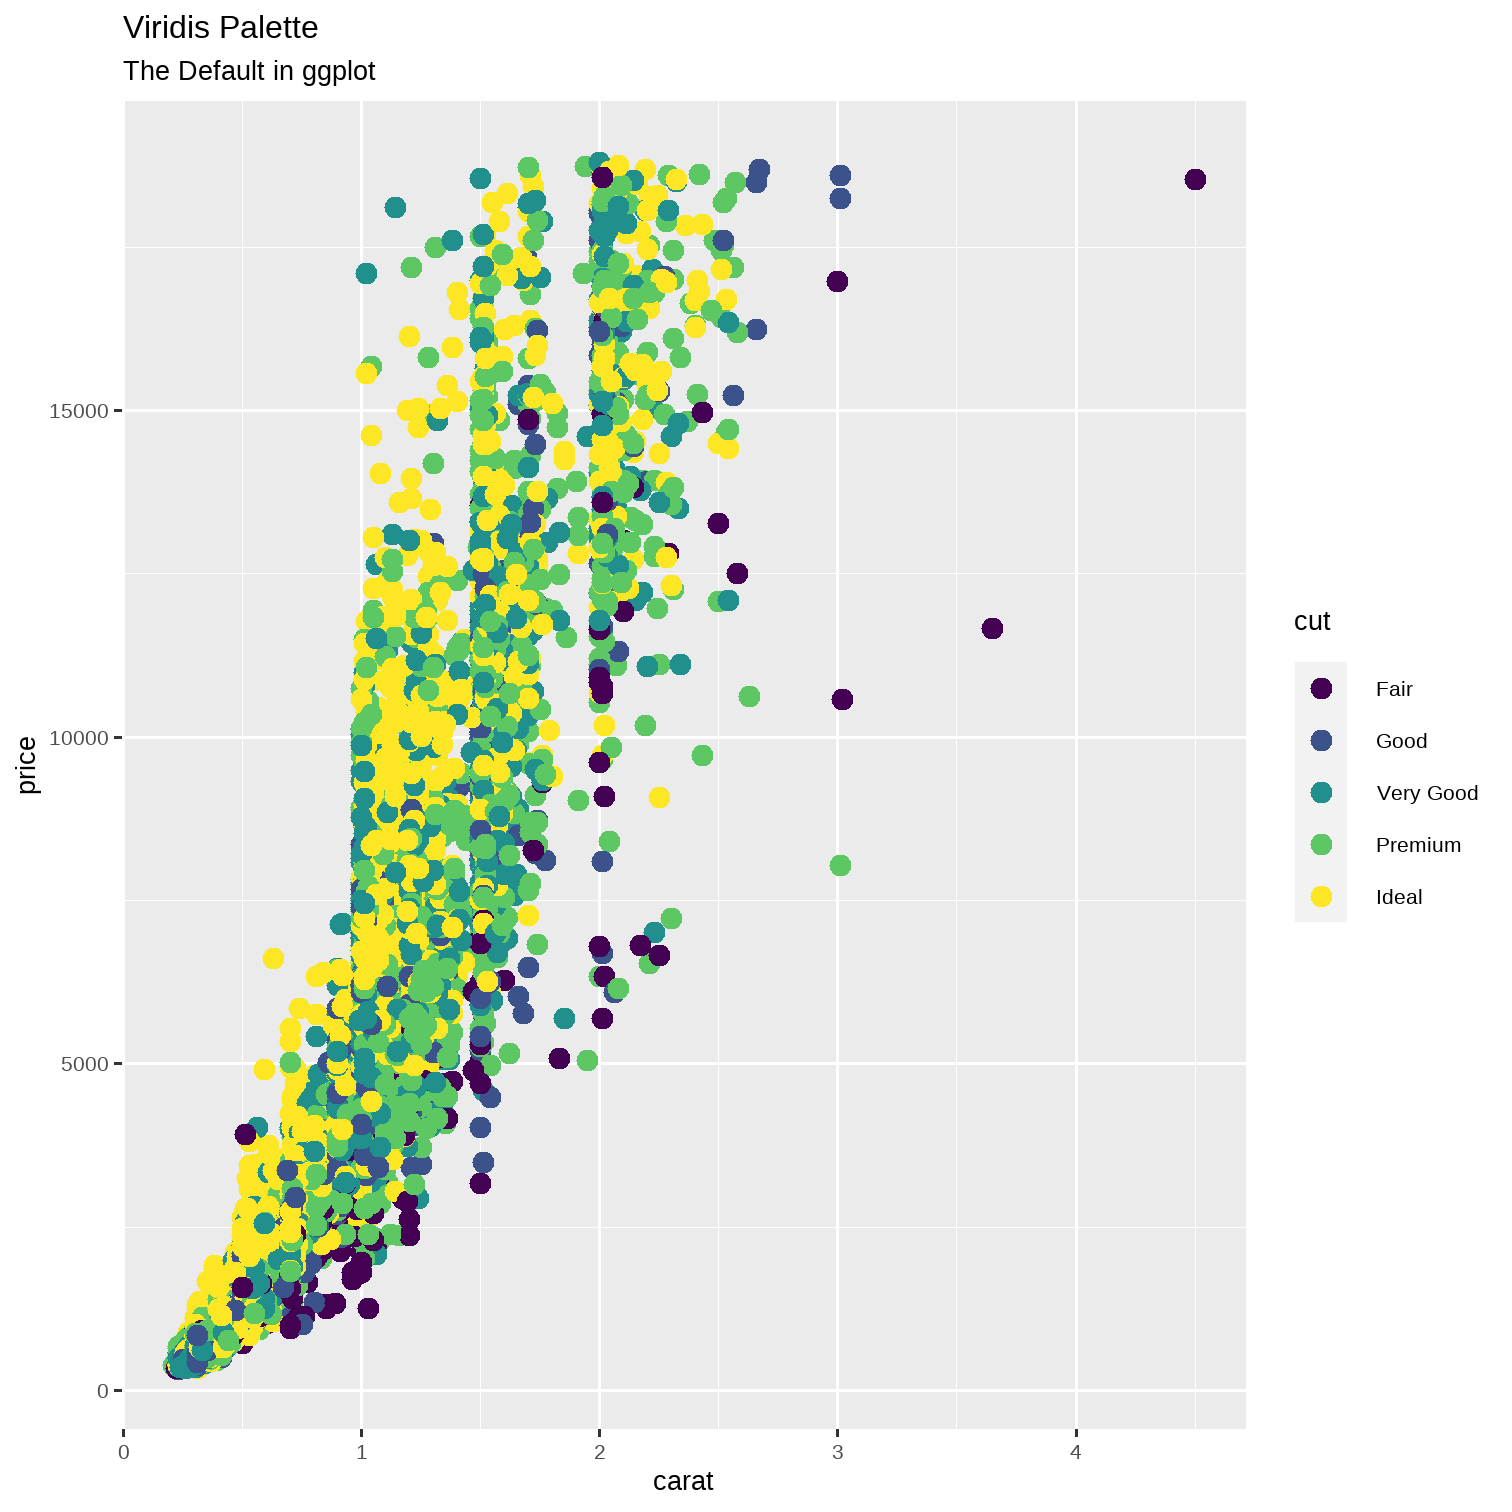 Viridis Palette
The Default in ggplot
price
15000
10000
5000
0
0 1 2 3 4
carat
cut
Fair
Good
Very Good
Premium
Ideal